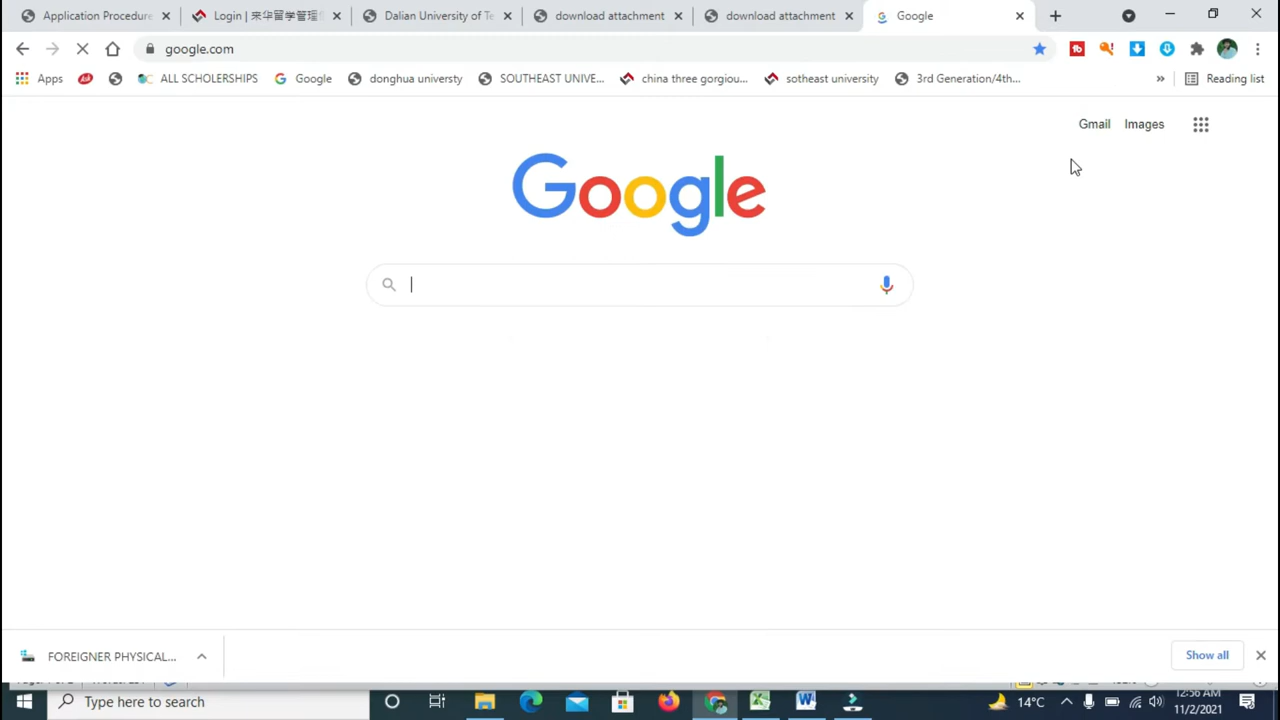 Application Procedure
Login | 来华留学管理
Dalian University of Te
download attachment
download attachment
Google
google.com
Apps
ALL SCHOLERSHIPS
Google
donghua universty
SOUTHEAST UNIVE...
china three gorgiou...
sotheast university
3rd Generation/4th...
»
Reading list
Gmail
Images
Google
FOREIGNER PHYSICAL...
Show all
Type here to search
14°C
12:56 AM
11/2/2021